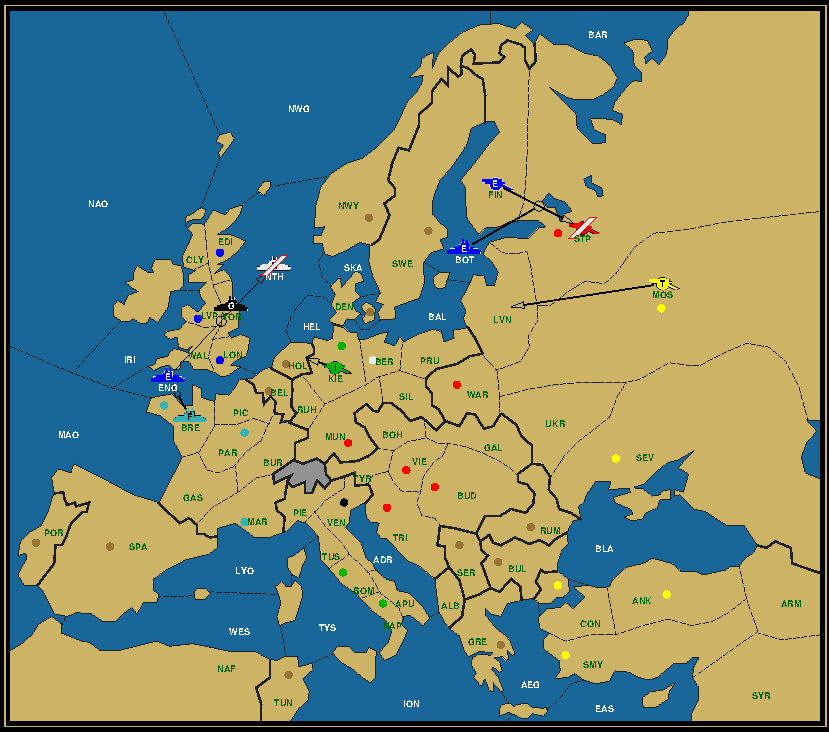 BAR
NWG
NAO
E
FIN
NWY
STP
EDI
SWE
BOT
CLY
SKA
NTH
T
MOS
DEN
G
LVP YOR
BAL
LVN
HEL
IRI
WAL LON
HOL
BER
PRU
E
ENG
KIE
BEL
SIL
WAR
PIC
RUH
F
BRE
UKR
MAO
MUN
BOH
GAL
PAR
BUR
VIE
SEV
TYR
GAS
BUD
PIE
VEN
MAR
RUM
POR
SPA
TRI
BLA
TUS
ADR
LYO
SER
BUL
ROM
ANK
ARM
APU
ALB
WES
TYS
NAP
CON
GRE
NAF
SMY
AEG
TUN
ION
EAS
SYR